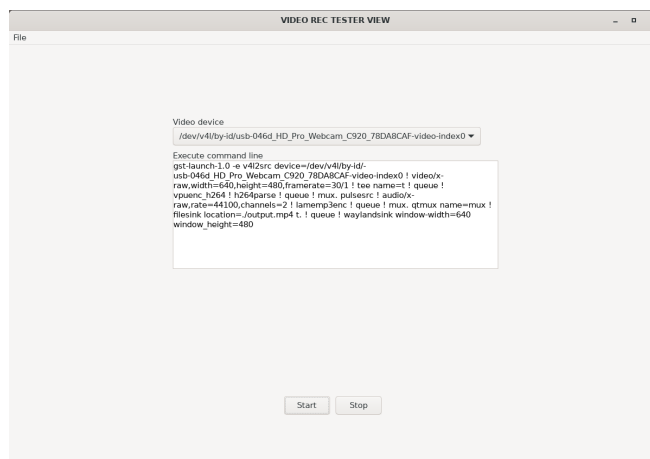 VIDEO REC TESTER VIEW
File
Video device
/dev/v4l/by-id/usb-046d_HD_Pro_Webcam_C920_78DA8CAF-video-index0
Execute command line
gst-launch-1.0 -e v4l2src device=/dev/v4l/by-id/-
usb-046d_HD_Pro_Webcam_C920_78DA8CAF-video-index0 ! video/x-
raw,width=640,height=480,framerate=30/1 ! tee name=t ! queue !
vpuenc_h264 ! h264parse ! queue ! mux. pulsesrc ! audio/x-
raw,rate=44100,channels=2 ! lamemp3enc ! queue ! mux. qtmux name=mux !
filesink location=./output.mp4 t. ! queue ! waylandsink window-width=640
window_height=480
Start Stop